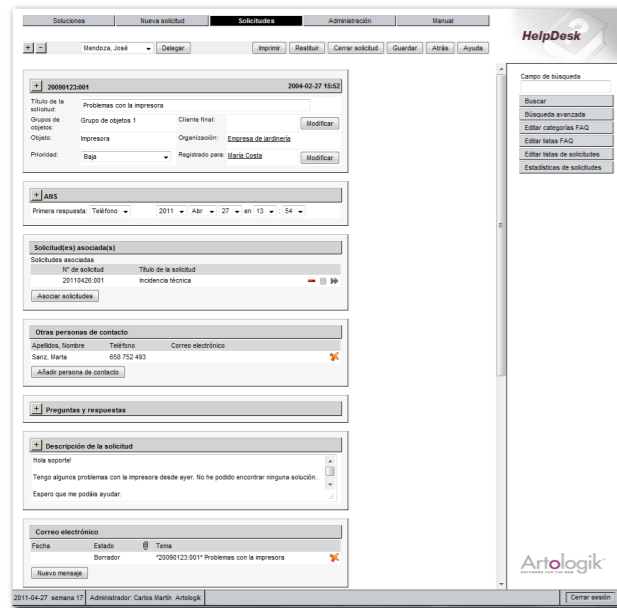 Soluciones Nueva solicitud Solicitudes Administración Manual
HelpDesk
+ - Mendoza, José Delegar Imprimir Restituir Cerrar solicitud Guardar Atrás Ayuda
Campo de búsqueda
Buscar
Búsqueda avanzada
Editar categorías FAQ
Editar listas FAQ
Editar listas de solicitudes
Estadísticas de solicitudes
+ 20090123:001 2004-02-27 15:52
Título de la solicitud: Problemas con la impresora
Grupos de objetos: Grupo de objetos 1 Cliente final: Modificar
Objeto: Impresora Organización: Empresa de jardinería
Prioridad: Baja Registrado para: María Costa Modificar
+ ANS
Primera respuesta: Teléfono 2011 Abr 27 en 13 : 54
Solicitud(es) asociada(s)
Solicitudes asociadas
Nº de solicitud Título de la solicitud
20110426:001 Incidencia técnica
Asociar solicitudes
Otras personas de contacto
Apellidos, Nombre Teléfono Correo electrónico
Sanz, Marta 658 752 493
Añadir persona de contacto
+ Preguntas y respuestas
+ Descripción de la solicitud
Hola soporte!
Tengo algunos problemas con la impresora desde ayer. No he podido encontrar ninguna solución.
Espero que me podáis ayudar.
Correo electrónico
Fecha Estado Tema
Borrador *20090123:001* Problemas con la impresora
Nuevo mensaje
Artologik
SOFTWARE FOR THE WEB
2011-04-27 semana 17 Administrador: Carlos Martín Artologik Cerrar sesión